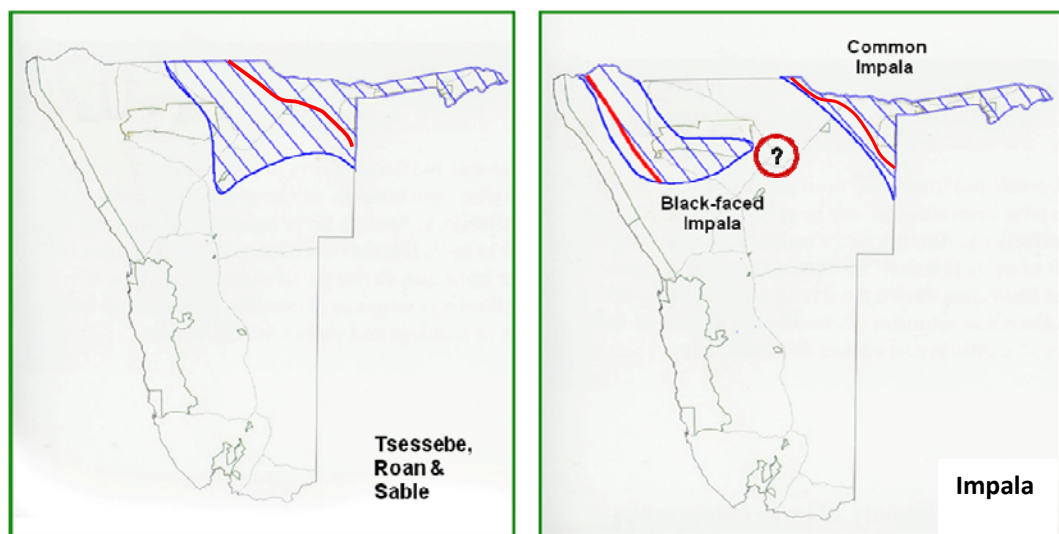 Tsessebe,
Roan &
Sable
Common
Impala
?
Black-faced
Impala
Impala